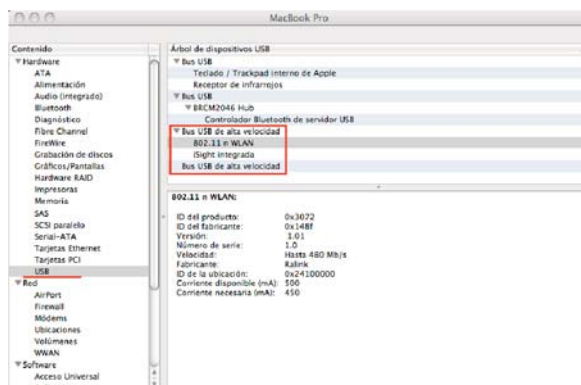 MacBook Pro
Contenido
Hardware
ATA
Alimentación
Audio (integrado)
Bluetooth
Diagnóstico
Fibre Channel
FireWire
Grabación de discos
Gráficos/Pantallas
Hardware RAID
Impresoras
Memoria
SAS
SCSI paralelo
Serial-ATA
Tarjetas Ethernet
Tarjetas PCI
USB
Red
AirPort
Firewall
Módems
Ubicaciones
Volúmenes
WWAN
Software
Acceso Universal
Árbol de dispositivos USB
Bus USB
Teclado / Trackpad interno de Apple
Receptor de infrarrojos
Bus USB
BRCM2046 Hub
Controlador Bluetooth de servidor USB
Bus USB de alta velocidad
802.11 n WLAN
iSight integrada
Bus USB de alta velocidad
802.11 n WLAN:
ID del producto: 0x3072
ID del fabricante: 0x148f
Versión: 1.01
Número de serie: 1.0
Velocidad: Hasta 480 Mb/s
Fabricante: Ralink
ID de la ubicación: 0x24100000
Corriente disponible (mA): 500
Corriente necesaria (mA): 450